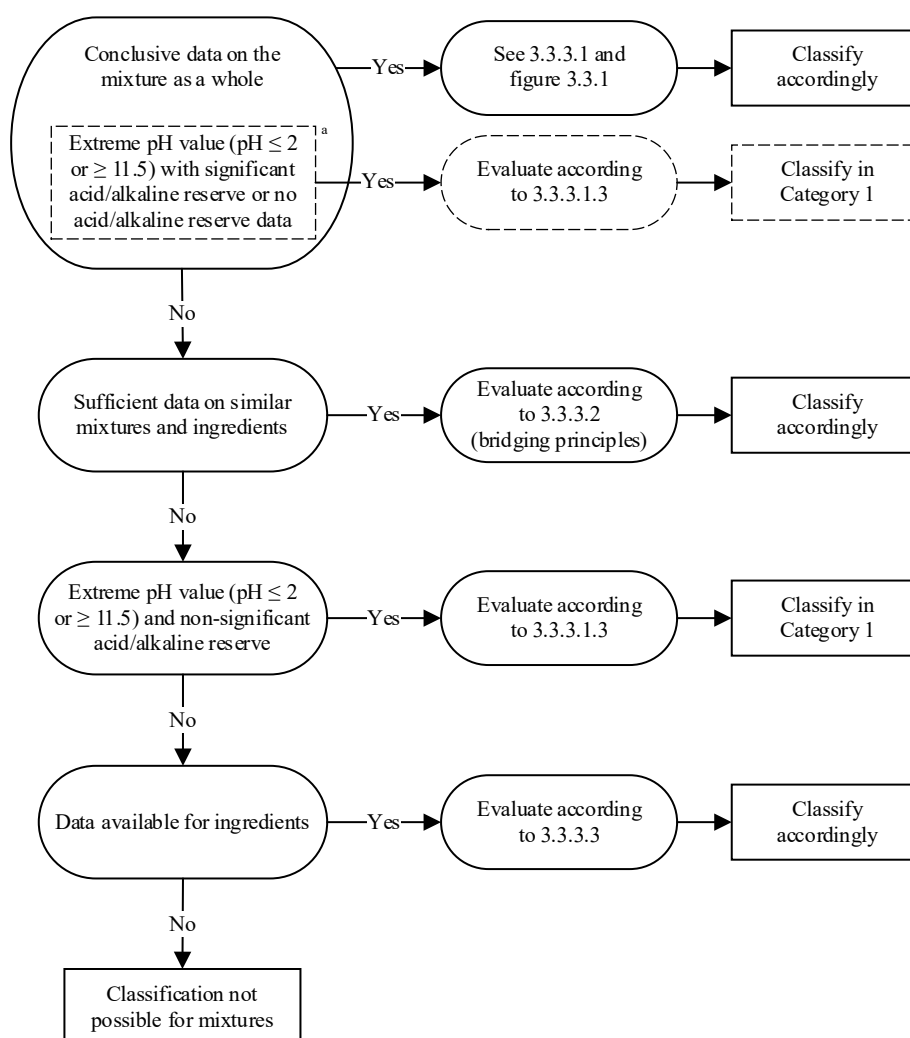 Conclusive data on the
mixture as a whole
Yes
See 3.3.3.1 and
figure 3.3.1
Classify
accordingly
a
Extreme pH value (pH ≤ 2
or ≥ 11.5) with significant
acid/alkaline reserve or no
acid/alkaline reserve data
Yes
Evaluate according
to 3.3.3.1.3
Classify in
Category 1
No
Sufficient data on similar
mixtures and ingredients
Yes
Evaluate according
to 3.3.3.2
(bridging principles)
Classify
accordingly
No
Extreme pH value (pH ≤ 2
or ≥ 11.5) and non-significant
acid/alkaline reserve
Yes
Evaluate according
to 3.3.3.1.3
Classify in
Category 1
No
Data available for ingredients
Yes
Evaluate according
to 3.3.3.3
Classify
accordingly
No
Classification not
possible for mixtures